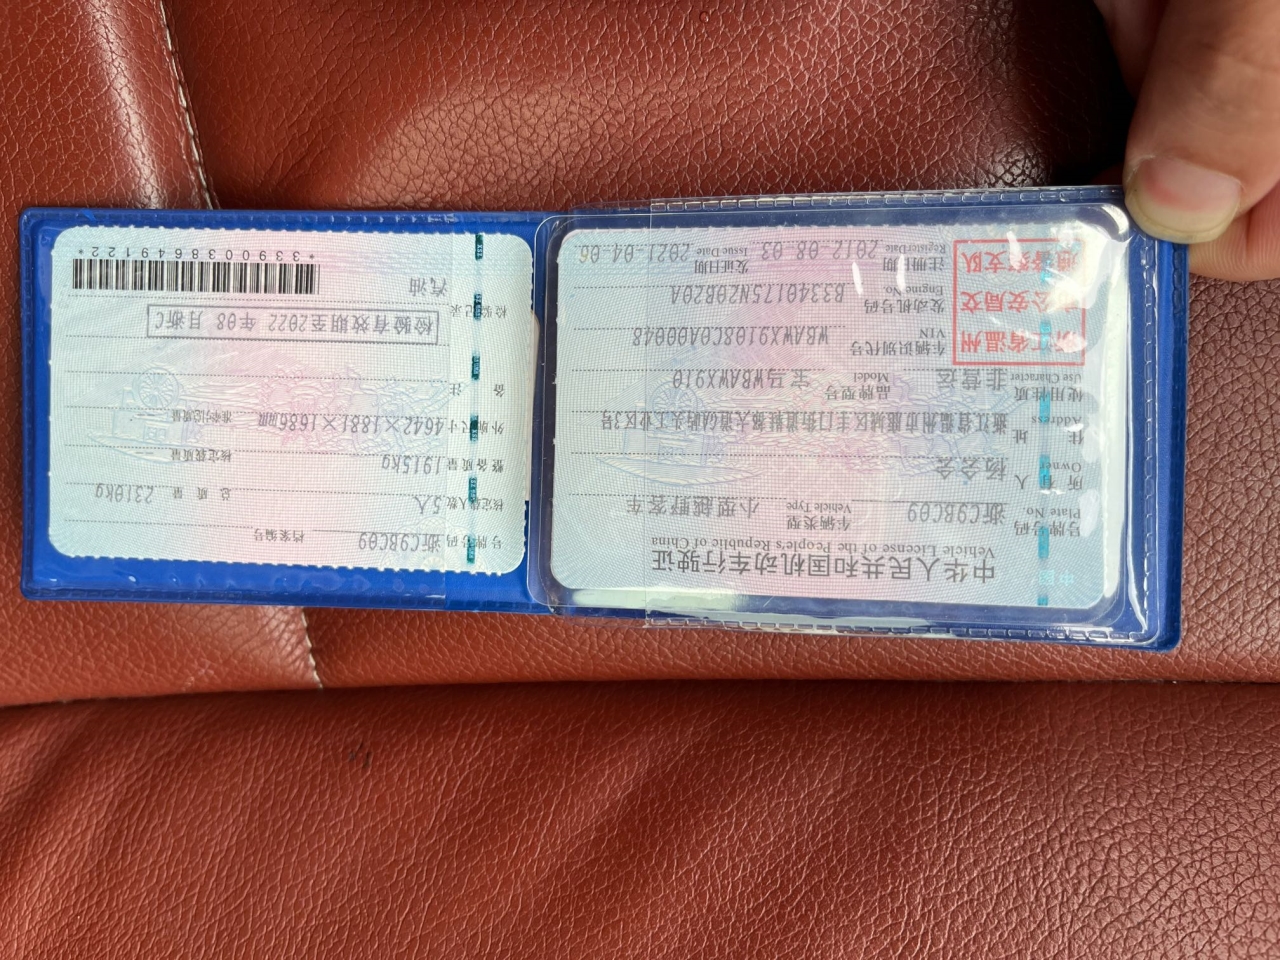 中华人民共和国机动车行驶证
Vehicle License of the People's Republic of China
号牌号码 浙C9BC09 车辆类型 小型越野客车
Plate No. Vehicle Type
所有人 杨会会
Owner
住址 浙江省温州市鹿城区丰门街道鞋都大道仙屿头工业区3号
Address
使用性质 非营运 品牌型号 宝马WBAWX910
Use Character Model
浙江省温州市公安局交通警察支队
车辆识别代号 WBAWX9108C0A00048
VIN
发动机号码 B3340175N20B20A
Engine No.
注册日期 2012-08-03 发证日期 2021-04-06
Register Date Issue Date
号牌号码 浙C9BC09 档案编号
核定载人数 5人 总质量 2310kg
整备质量 1915kg 核定载质量
外廓尺寸 4642×1881×1686mm 准牵引总质量
备注
检验记录 检验有效期至2022年08月浙C
汽油
*3390038649122*